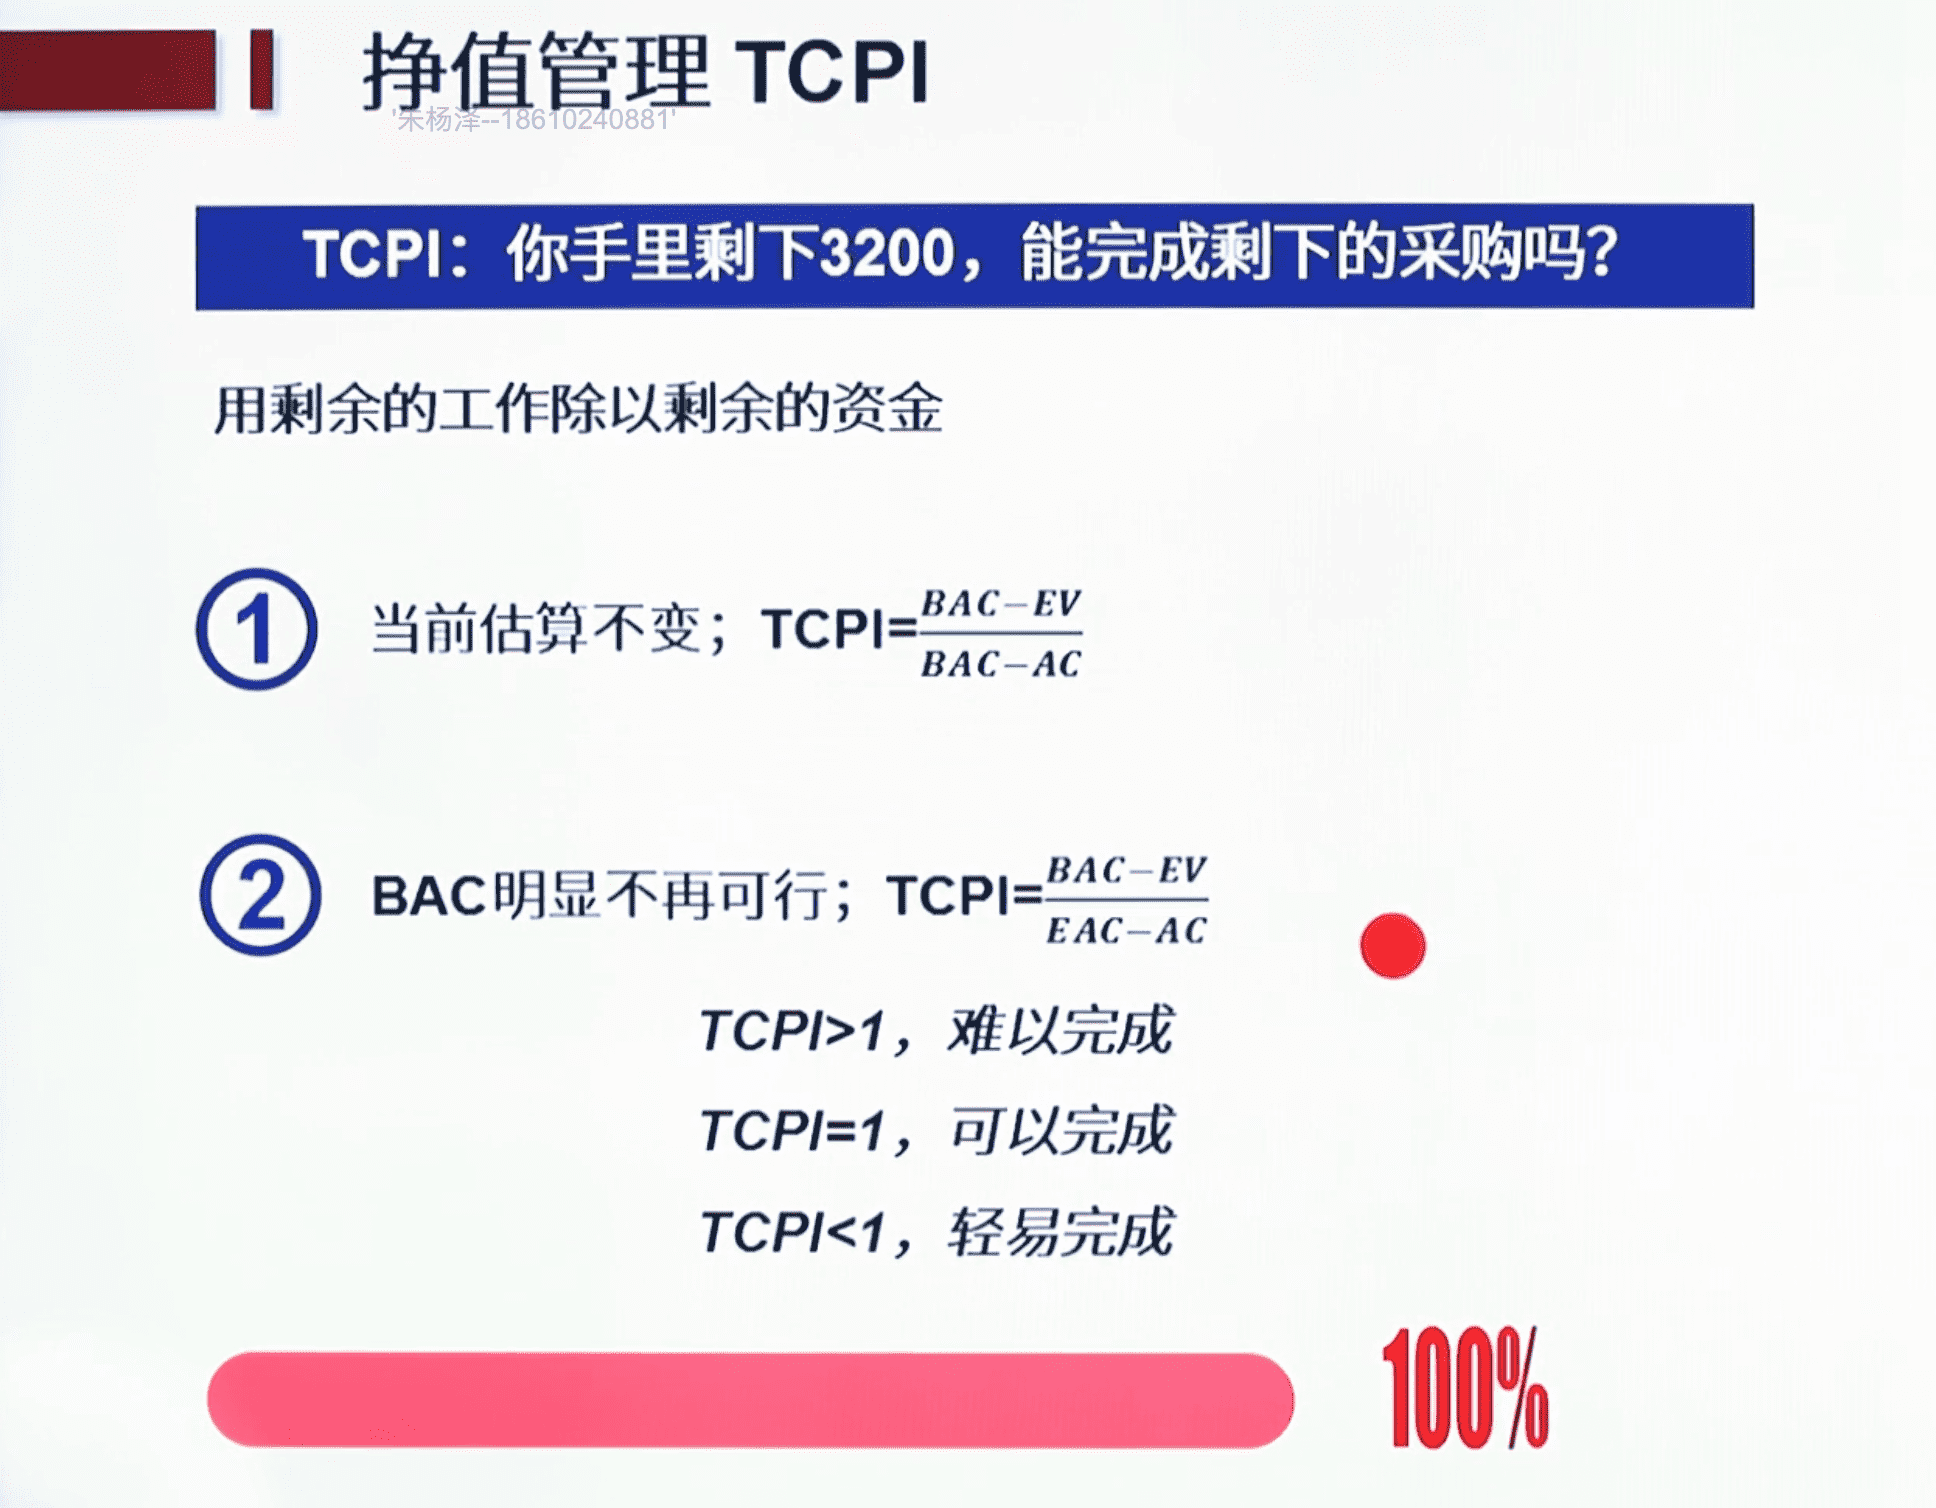 挣值管理 TCPI
'朱杨泽--18610240881'
TCPI：你手里剩下3200，能完成剩下的采购吗？
用剩余的工作除以剩余的资金
① 当前估算不变；TCPI=BAC−EV/BAC−AC
② BAC明显不再可行；TCPI=BAC−EV/EAC−AC
TCPI>1，难以完成
TCPI=1，可以完成
TCPI<1，轻易完成
100%